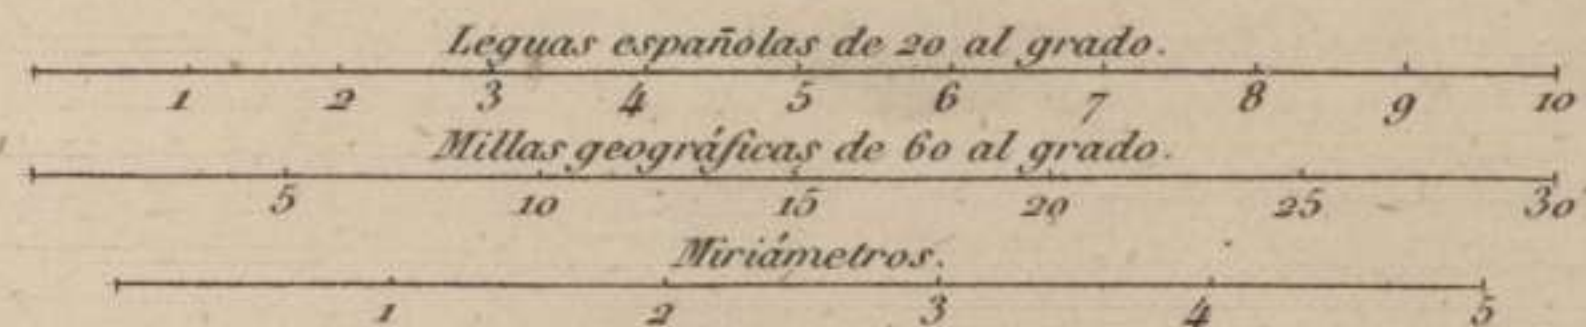 Leguas españolas de 20 al grado.
1 2 3 4 5 6 7 8 9 10
Millas geográficas de 60 al grado.
5 10 15 20 25 30
Miriámetros.
1 2 3 4 5